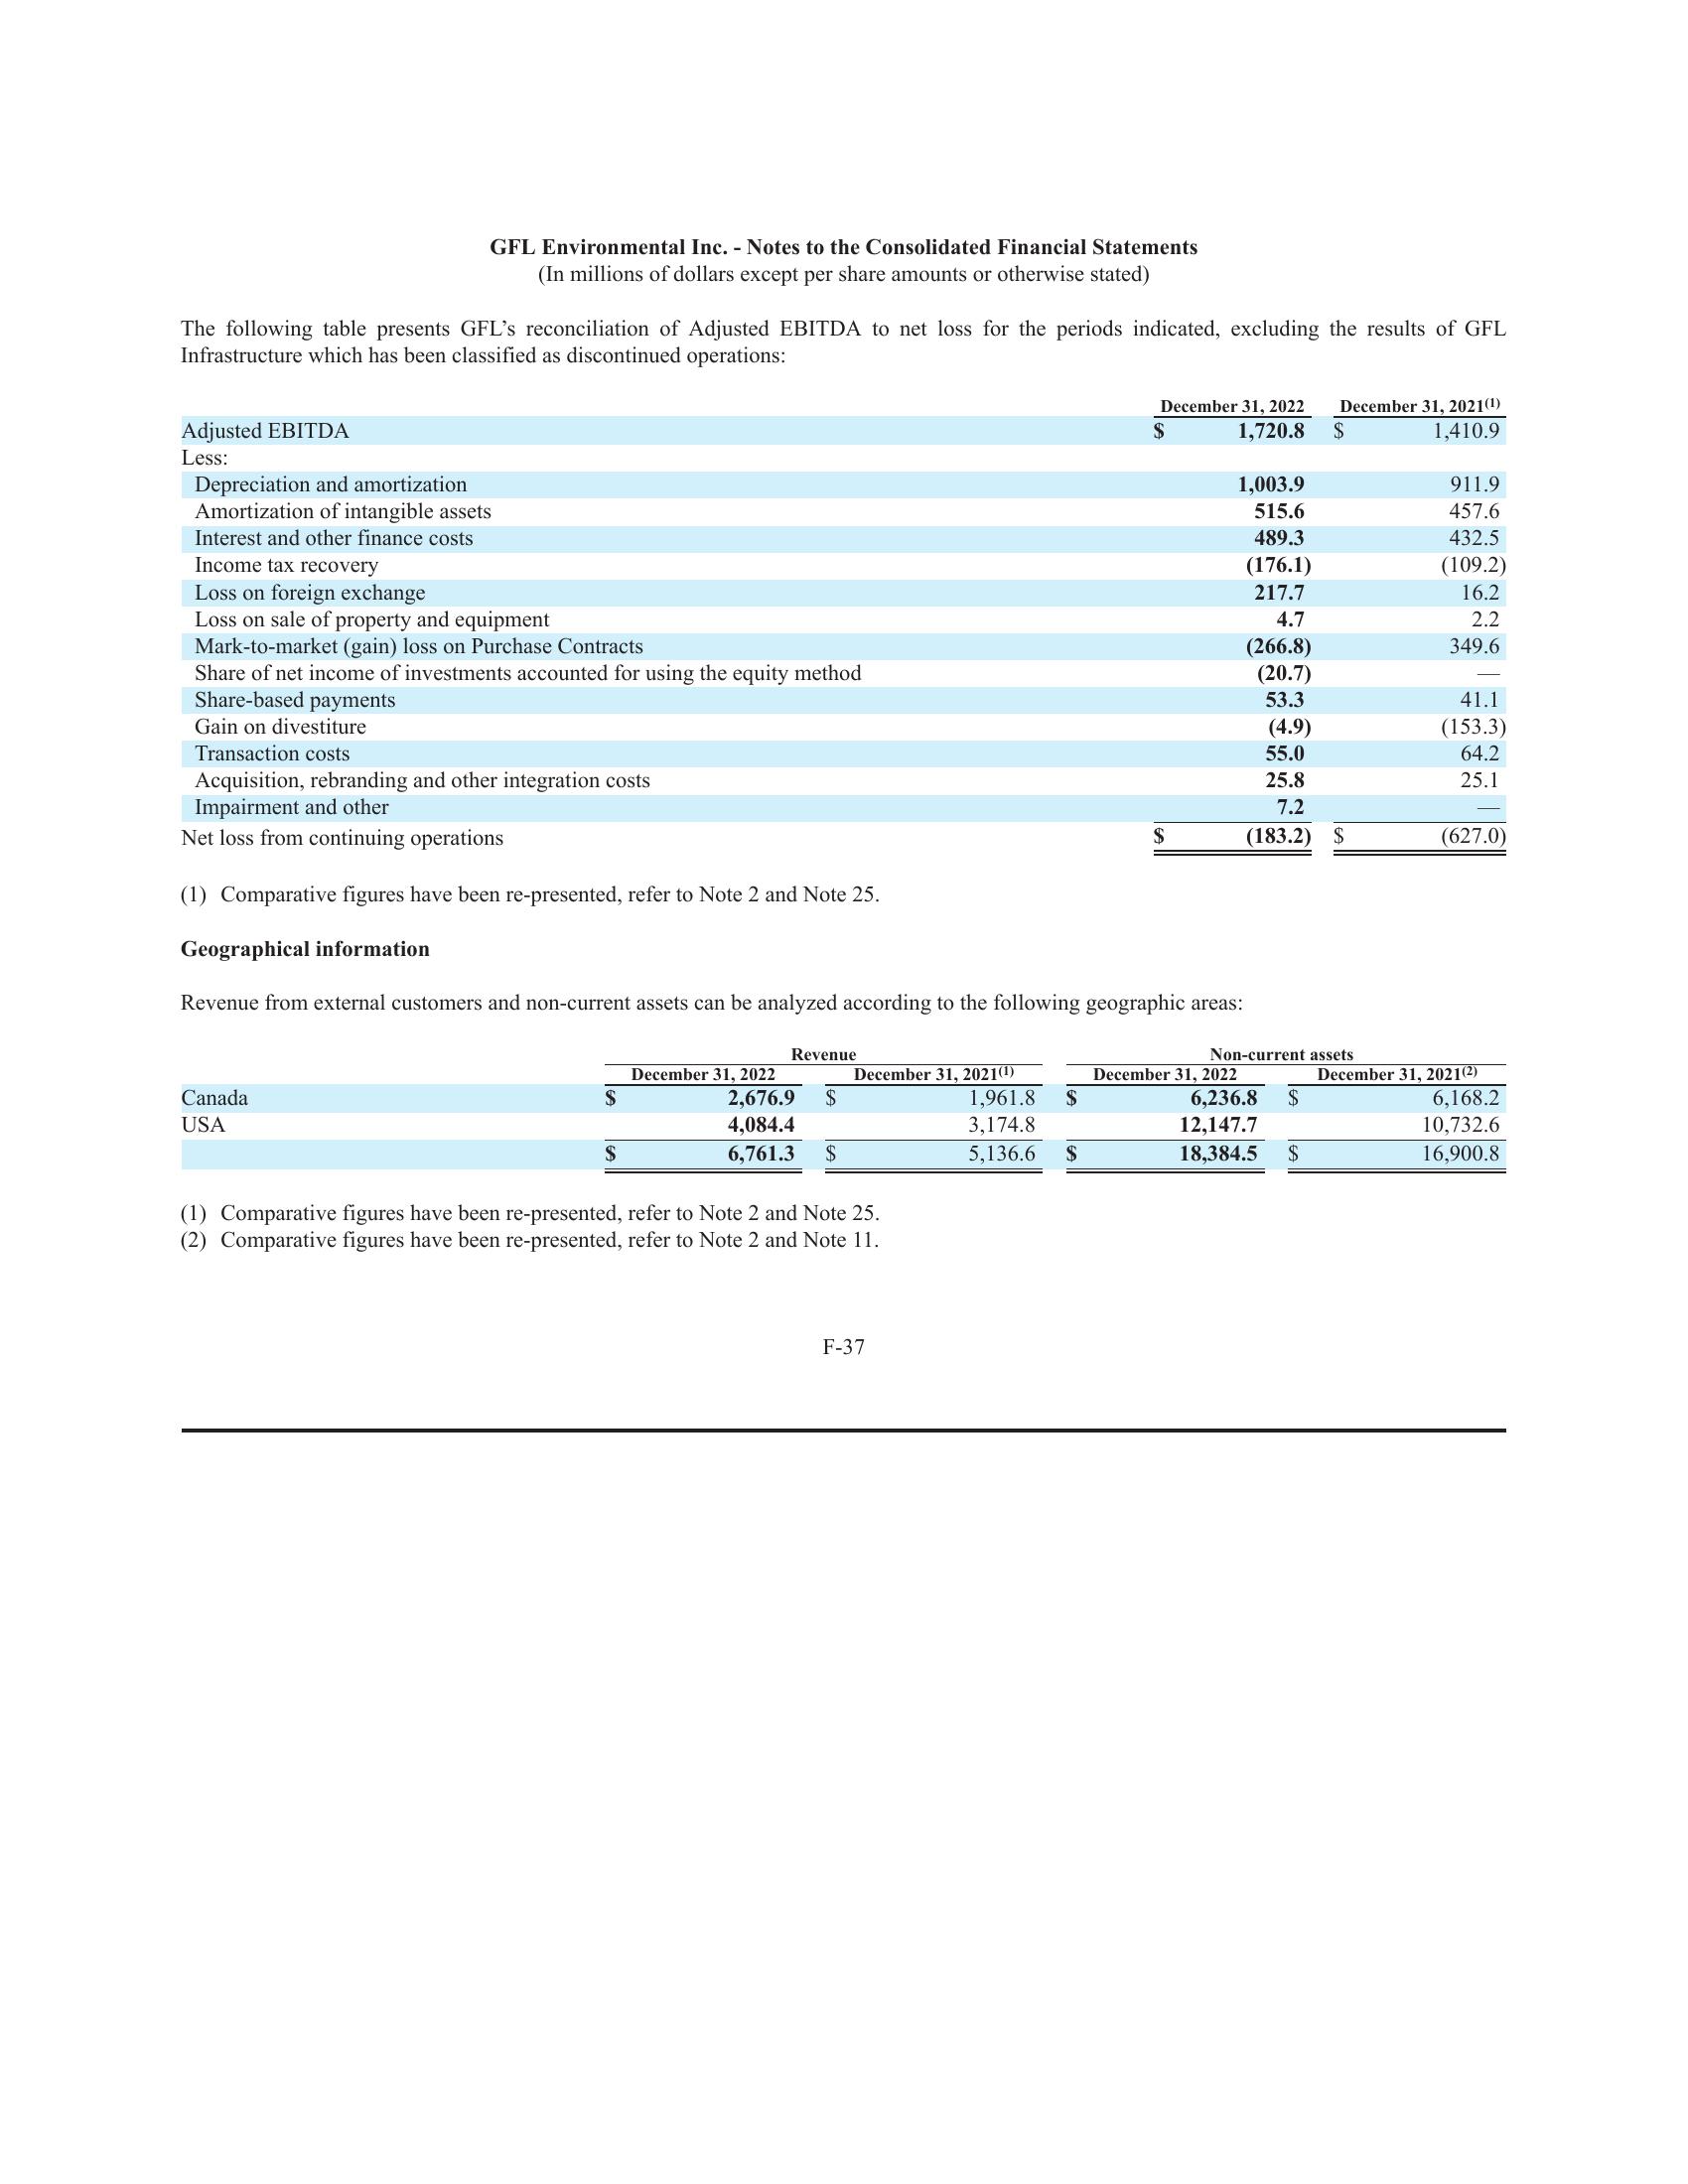 GFL Environmental Inc. - Notes to the Consolidated Financial Statements
(In millions of dollars except per share amounts or otherwise stated)
The following table presents GFL’s reconciliation of Adjusted EBITDA to net loss for the periods indicated, excluding the results of GFL
Infrastructure which has been classified as discontinued operations:
December 31, 2022 December 31, 2021(1)
Adjusted EBITDA $ 1,720.8 $ 1,410.9
Less:
Depreciation and amortization 1,003.9 911.9
Amortization of intangible assets 515.6 457.6
Interest and other finance costs 489.3 432.5
Income tax recovery (176.1) (109.2)
Loss on foreign exchange 217.7 16.2
Loss on sale of property and equipment 4.7 2.2
Mark-to-market (gain) loss on Purchase Contracts (266.8) 349.6
Share of net income of investments accounted for using the equity method (20.7) —
Share-based payments 53.3 41.1
Gain on divestiture (4.9) (153.3)
Transaction costs 55.0 64.2
Acquisition, rebranding and other integration costs 25.8 25.1
Impairment and other 7.2 —
Net loss from continuing operations $ (183.2) $ (627.0)
(1) Comparative figures have been re-presented, refer to Note 2 and Note 25.
Geographical information
Revenue from external customers and non-current assets can be analyzed according to the following geographic areas:
Revenue Non-current assets
December 31, 2022 December 31, 2021(1) December 31, 2022 December 31, 2021(2)
Canada $ 2,676.9 $ 1,961.8 $ 6,236.8 $ 6,168.2
USA 4,084.4 3,174.8 12,147.7 10,732.6
$ 6,761.3 $ 5,136.6 $ 18,384.5 $ 16,900.8
(1) Comparative figures have been re-presented, refer to Note 2 and Note 25.
(2) Comparative figures have been re-presented, refer to Note 2 and Note 11.
F-37